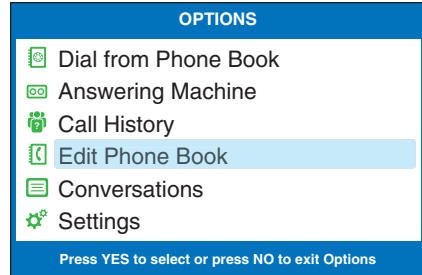 OPTIONS
Dial from Phone Book
Answering Machine
Call History
Edit Phone Book
Conversations
Settings
Press YES to select or press NO to exit Options